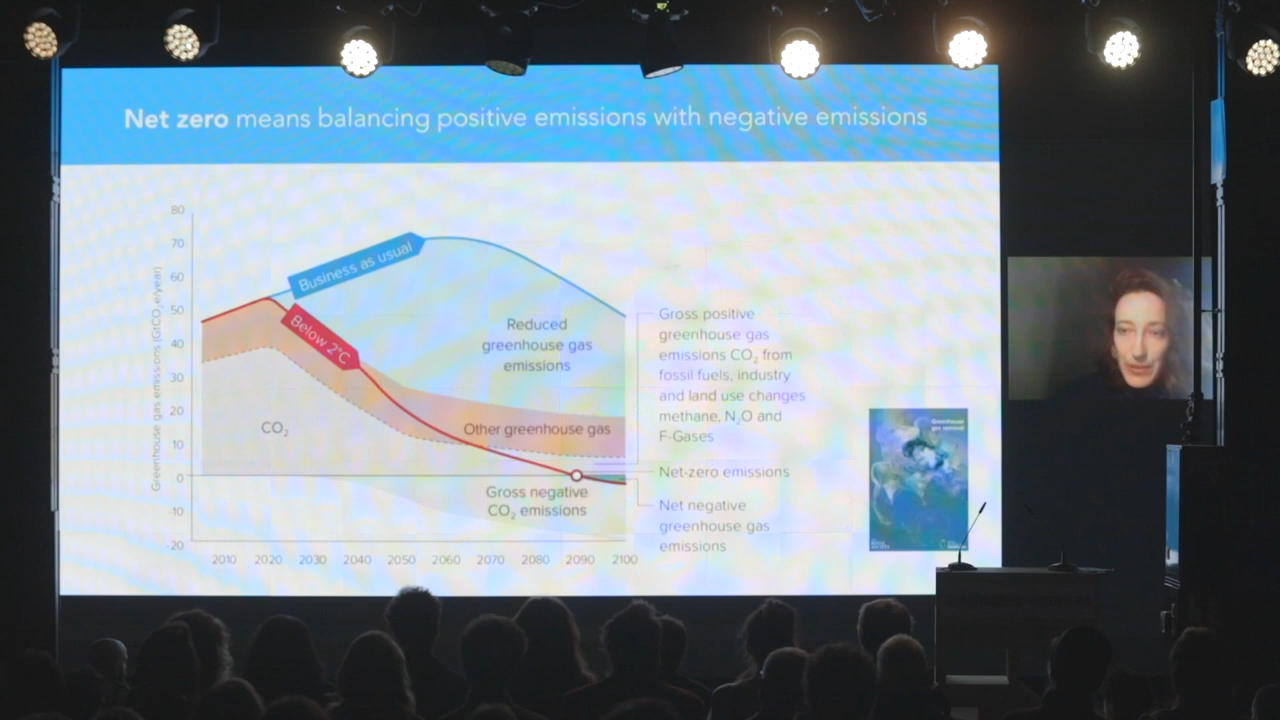 Net zero means balancing positive emissions with negative emissions
Greenhouse gas emissions (GtCO₂e/year)
80
70
60
50
40
30
20
10
0
-10
-20
Business as usual
Below 2°C
Reduced
greenhouse gas
emissions
CO₂
Other greenhouse gas
Gross negative
CO₂ emissions
2010 2020 2030 2040 2050 2060 2070 2080 2090 2100
Gross positive
greenhouse gas
emissions CO₂ from
fossil fuels, industry
and land use changes
methane, N₂O and
F-Gases
Net-zero emissions
Net negative
greenhouse gas
emissions
Greenhouse
gas removal